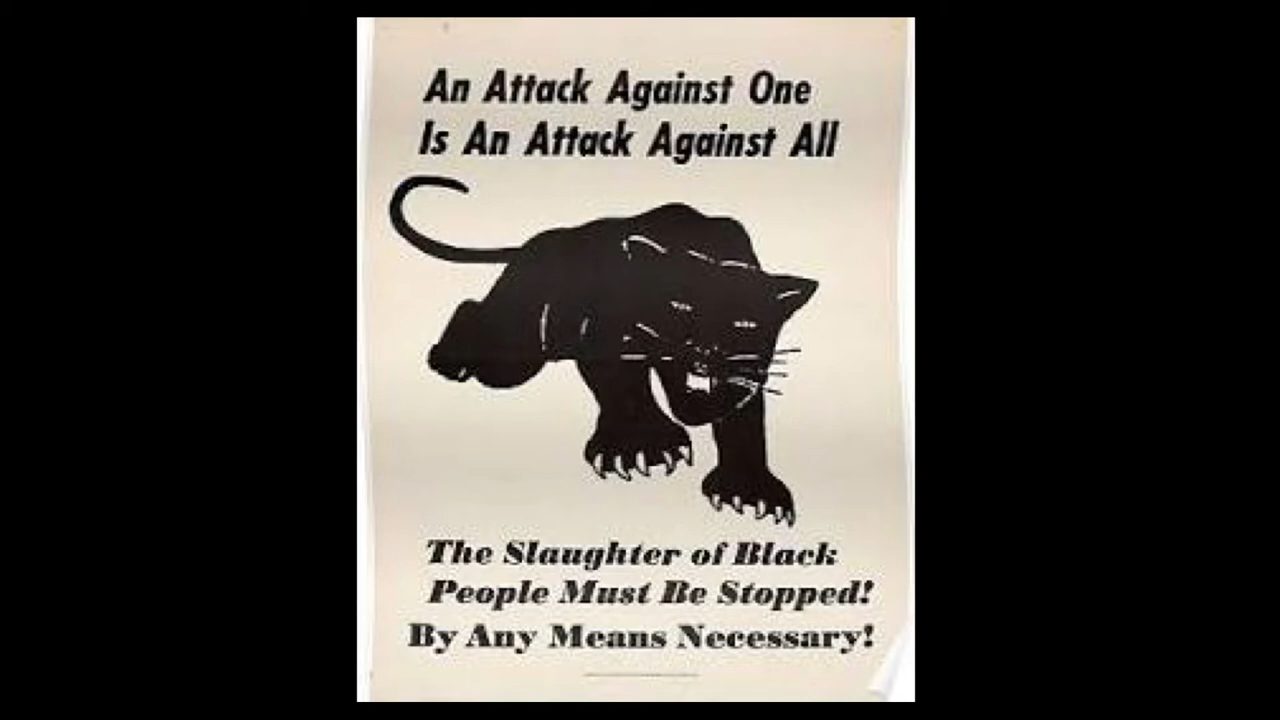 An Attack Against One
Is An Attack Against All
The Slaughter of Black
People Must Be Stopped!
By Any Means Necessary!